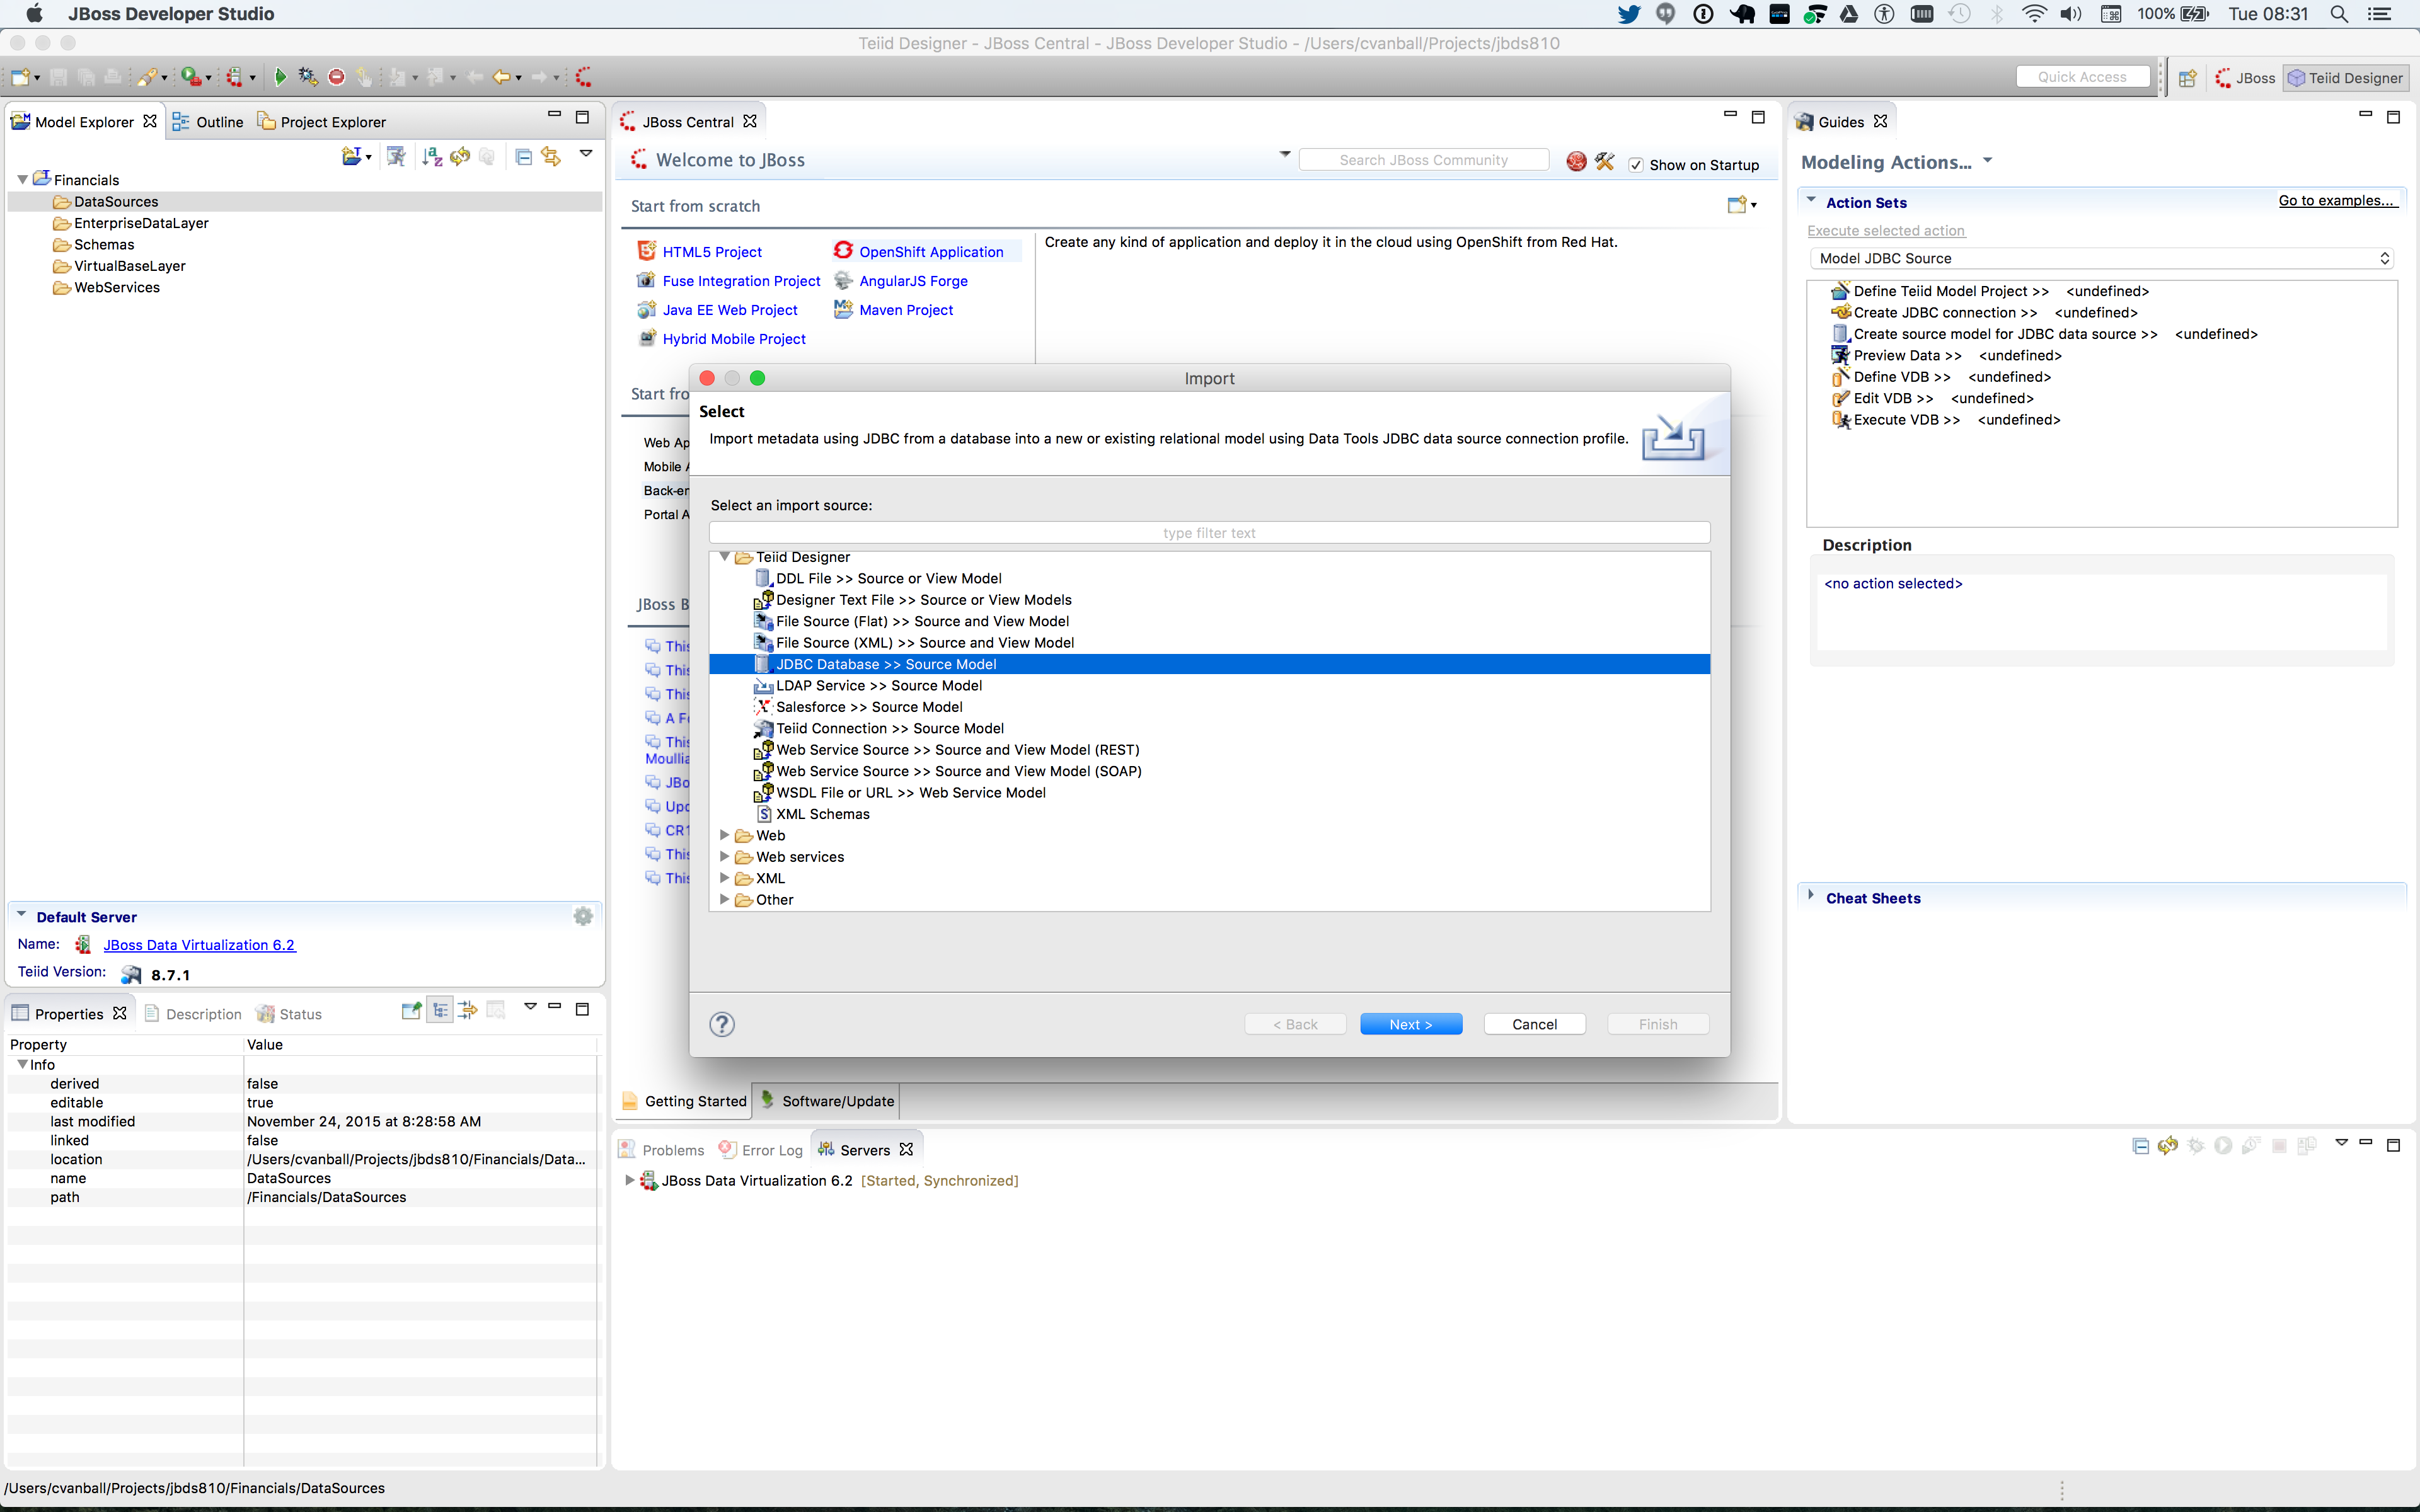 JBoss Developer Studio
100%
Tue 08:31
Teiid Designer - JBoss Central - JBoss Developer Studio - /Users/cvanball/Projects/jbds810
Quick Access
JBoss
Teiid Designer
Model Explorer
Outline
Project Explorer
Financials
DataSources
EnterpriseDataLayer
Schemas
VirtualBaseLayer
WebServices
Default Server
Name:
JBoss Data Virtualization 6.2
Teiid Version:
8.7.1
Properties
Description
Status
Property
Value
Info
derived
false
editable
true
last modified
November 24, 2015 at 8:28:58 AM
linked
false
location
/Users/cvanball/Projects/jbds810/Financials/Data...
name
DataSources
path
/Financials/DataSources
JBoss Central
Welcome to JBoss
Search JBoss Community
Show on Startup
Start from scratch
HTML5 Project
OpenShift Application
Fuse Integration Project
AngularJS Forge
Java EE Web Project
Maven Project
Hybrid Mobile Project
Create any kind of application and deploy it in the cloud using OpenShift from Red Hat.
Start fro
Web Ap
Mobile
Back-en
Portal A
JBoss B
This
This
This
A Fo
This
Moullia
JBo
Upd
CR1
This
This
Import
Select
Import metadata using JDBC from a database into a new or existing relational model using Data Tools JDBC data source connection profile.
Select an import source:
type filter text
Teiid Designer
DDL File >> Source or View Model
Designer Text File >> Source or View Models
File Source (Flat) >> Source and View Model
File Source (XML) >> Source and View Model
JDBC Database >> Source Model
LDAP Service >> Source Model
Salesforce >> Source Model
Teiid Connection >> Source Model
Web Service Source >> Source and View Model (REST)
Web Service Source >> Source and View Model (SOAP)
WSDL File or URL >> Web Service Model
XML Schemas
Web
Web services
XML
Other
< Back
Next >
Cancel
Finish
Getting Started
Software/Update
Problems
Error Log
Servers
JBoss Data Virtualization 6.2 [Started, Synchronized]
Guides
Modeling Actions...
Action Sets
Go to examples...
Execute selected action
Model JDBC Source
Define Teiid Model Project >> <undefined>
Create JDBC connection >> <undefined>
Create source model for JDBC data source >> <undefined>
Preview Data >> <undefined>
Define VDB >> <undefined>
Edit VDB >> <undefined>
Execute VDB >> <undefined>
Description
<no action selected>
Cheat Sheets
/Users/cvanball/Projects/jbds810/Financials/DataSources